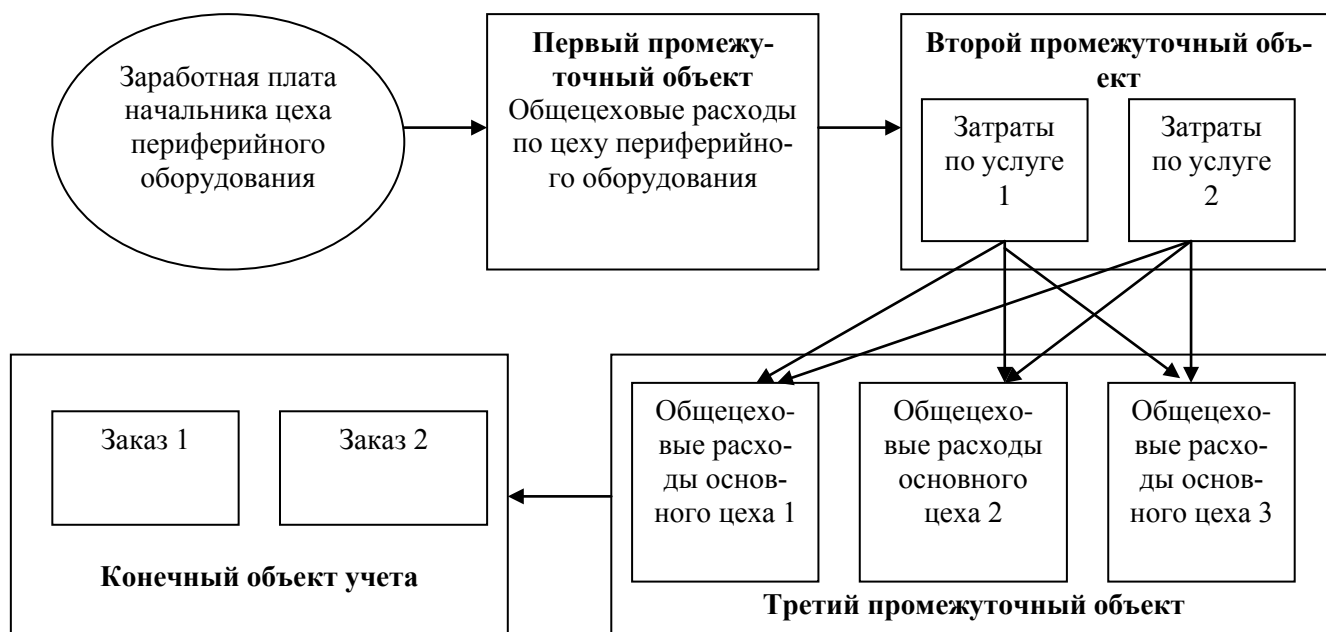 Заработная плата
начальника цеха
периферийного
оборудования
Первый промежу-
точный объект
Общецеховые расходы
по цеху периферийно-
го оборудования
Второй промежуточный объ-
ект
Затраты
по услуге
1
Затраты
по услуге
2
Заказ 1
Заказ 2
Конечный объект учета
Общецехо-
вые расхо-
ды основ-
ного цеха 1
Общецехо-
вые расходы
основного
цеха 2
Общецехо-
вые расхо-
ды основ-
ного цеха 3
Третий промежуточный объект